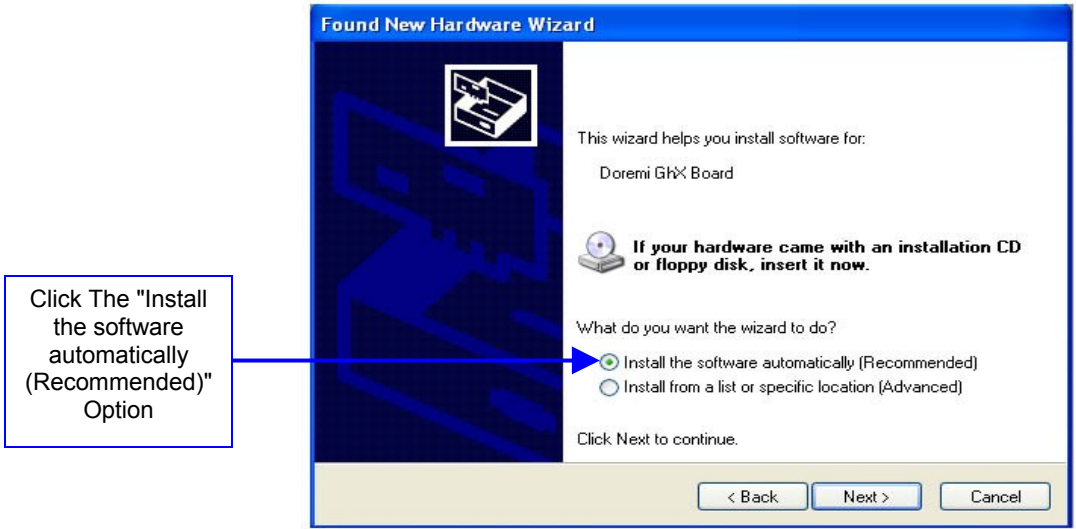 Found New Hardware Wizard
This wizard helps you install software for:
Doremi GhX Board
If your hardware came with an installation CD
or floppy disk, insert it now.
Click The "Install
the software
automatically
(Recommended)"
Option
What do you want the wizard to do?
Install the software automatically (Recommended)
Install from a list or specific location (Advanced)
Click Next to continue.
< Back
Next >
Cancel